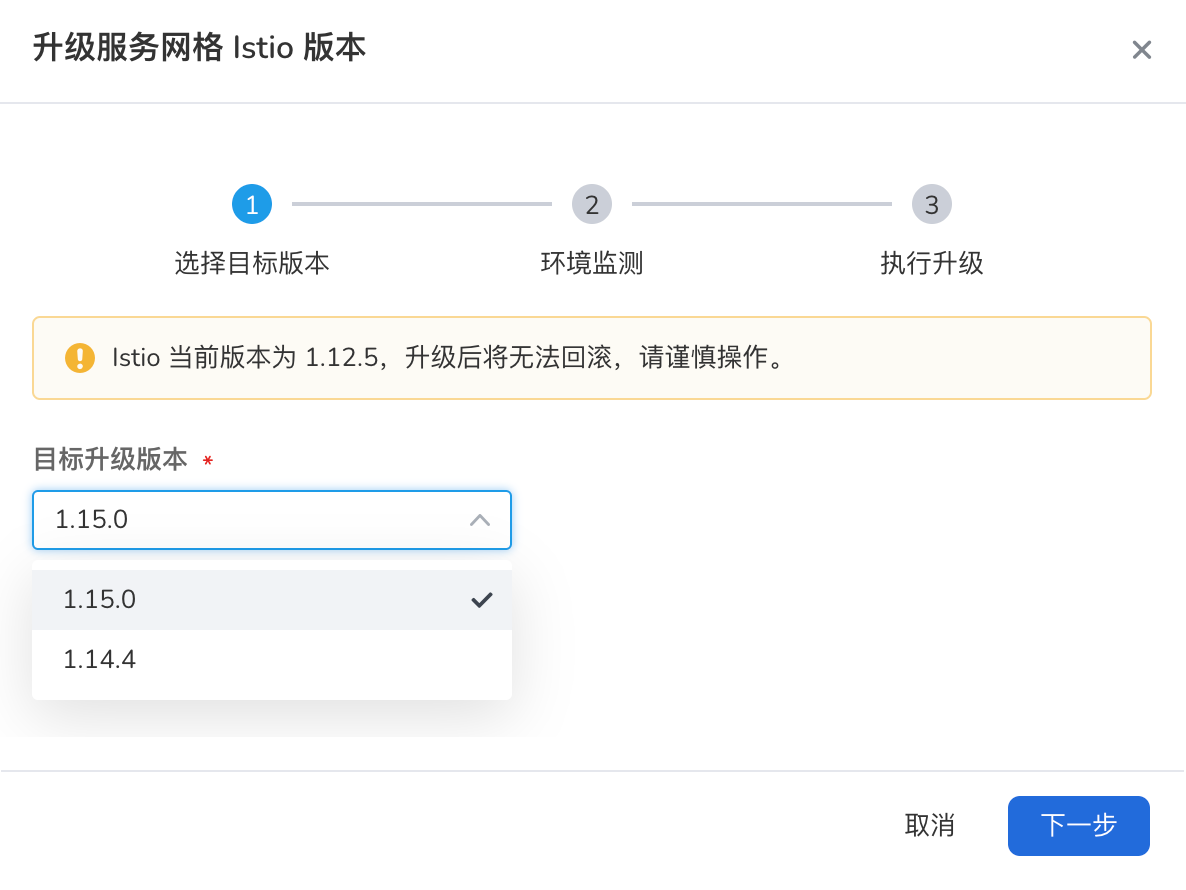 升级服务网格 Istio 版本
1
2
3
选择目标版本
环境监测
执行升级
Istio 当前版本为 1.12.5，升级后将无法回滚，请谨慎操作。
目标升级版本 *
1.15.0
1.15.0
1.14.4
取消
下一步